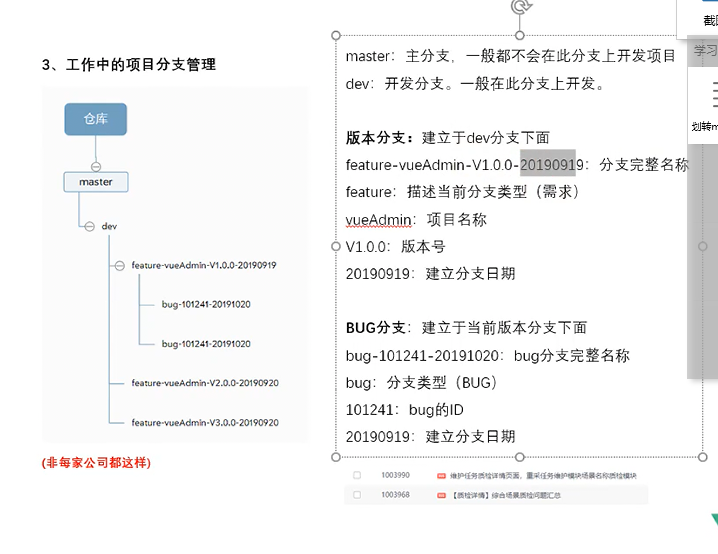 3、工作中的项目分支管理
仓库
master
dev
feature-vueAdmin-V1.0.0-20190919
bug-101241-20191020
bug-101241-20191020
feature-vueAdmin-V2.0.0-20190920
feature-vueAdmin-V3.0.0-20190920
(非每家公司都这样)
master：主分支，一般都不会在此分支上开发项目
dev：开发分支。一般在此分支上开发。
版本分支：建立于dev分支下面
feature-vueAdmin-V1.0.0-20190919：分支完整名称
feature：描述当前分支类型（需求）
vueAdmin：项目名称
V1.0.0：版本号
20190919：建立分支日期
BUG分支：建立于当前版本分支下面
bug-101241-20191020：bug分支完整名称
bug：分支类型（BUG）
101241：bug的ID
20190919：建立分支日期
1003990 维护任务质检详情页面，重采任务维护模块场景名称质检模块
1003968 【质检详情】综合场景质检问题汇总
学习
划转m